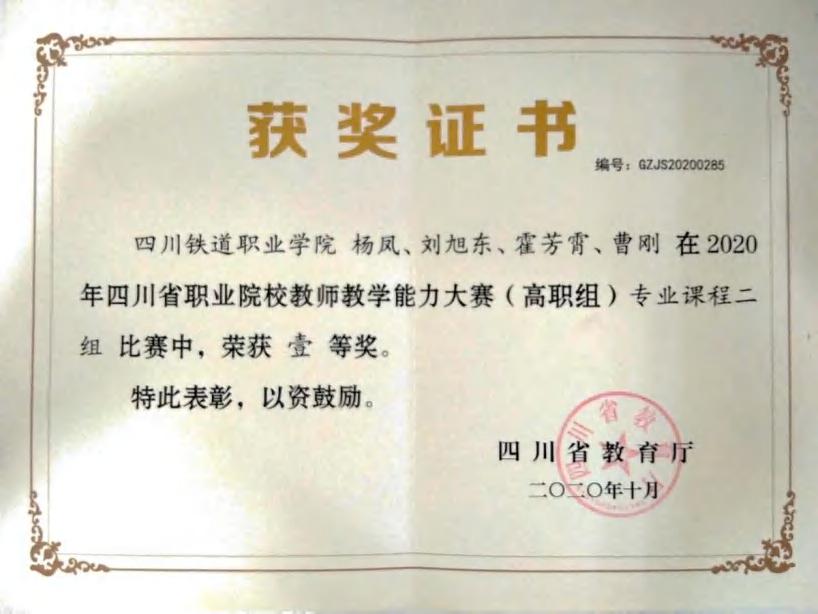 获奖证书
编号：GZJS20200285
四川铁道职业学院 杨凤、刘旭东、霍芳霄、曹刚 在2020
年四川省职业院校教师教学能力大赛（高职组）专业课程二
组 比赛中，荣获 壹 等奖。
特此表彰，以资鼓励。
四川省教育厅
二〇二〇年十月